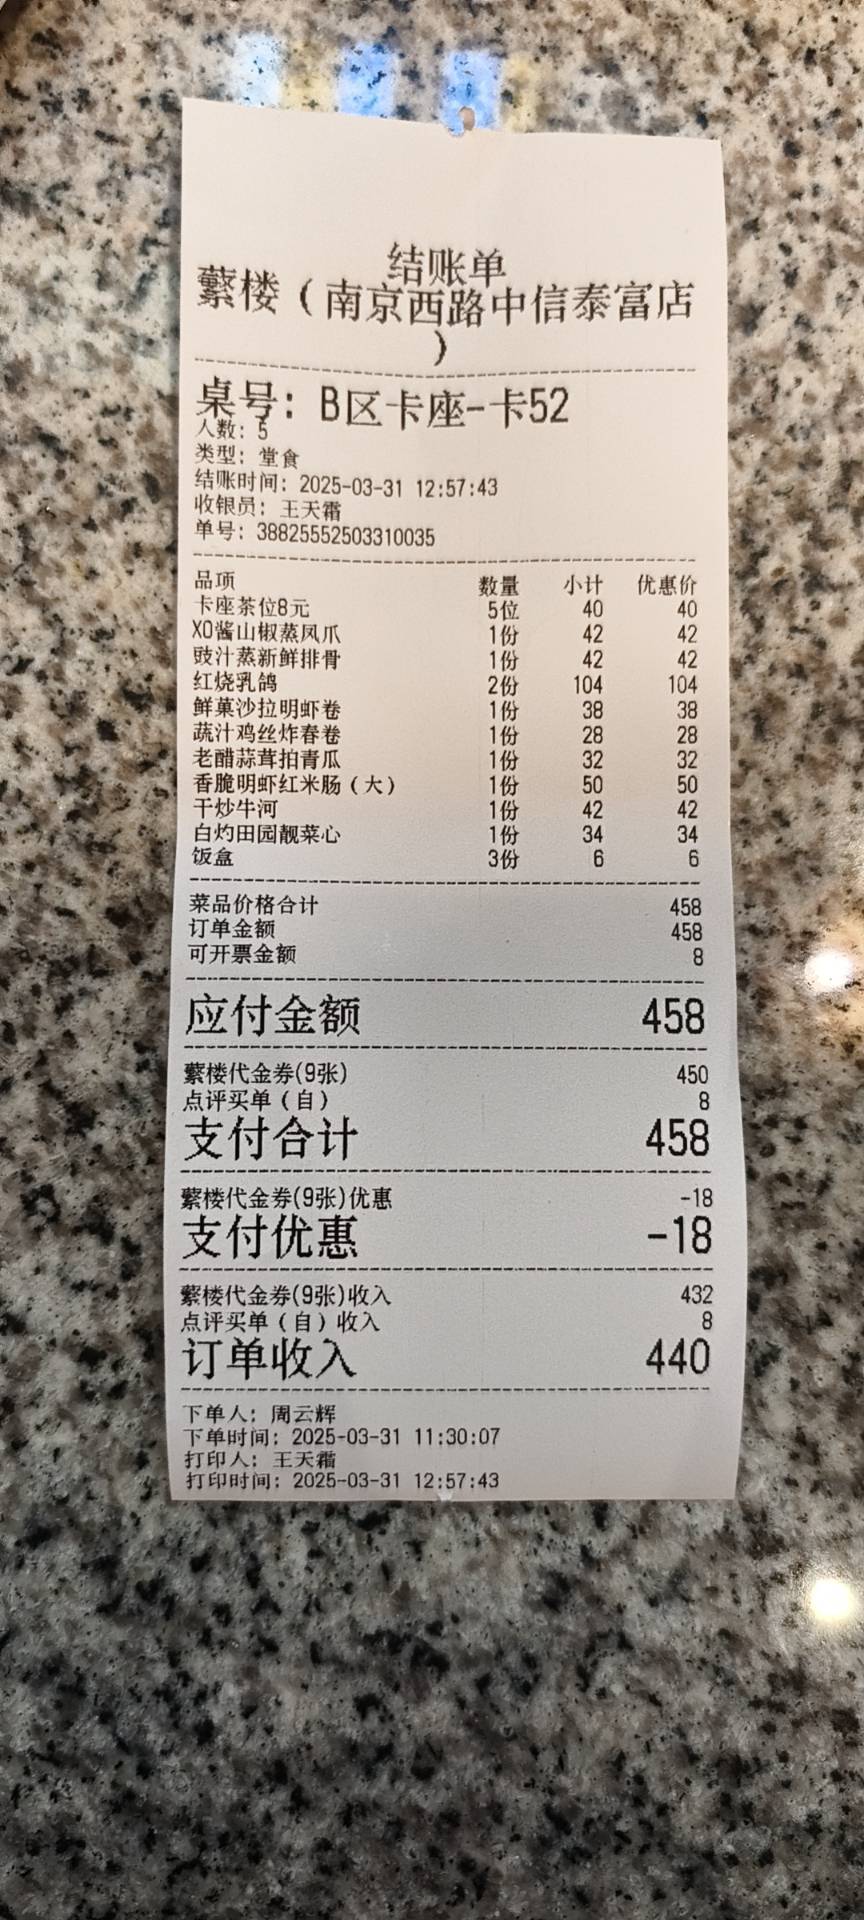 结账单
蘩楼（南京西路中信泰富店
）
桌号: B区卡座-卡52
人数: 5
类型: 堂食
结账时间: 2025-03-31 12:57:43
收银员: 王天霜
单号: 388255552503310035
品项 数量 小计 优惠价
卡座茶位8元 5位 40 40
XO酱山椒蒸凤爪 1份 42 42
豉汁蒸新鲜排骨 1份 42 42
红烧乳鸽 2份 104 104
鲜菓沙拉明虾卷 1份 38 38
蔬汁鸡丝炸春卷 1份 28 28
老醋蒜茸拍青瓜 1份 32 32
香脆明虾红米肠（大） 1份 50 50
干炒牛河 1份 42 42
白灼田园靓菜心 1份 34 34
饭盒 3份 6 6
菜品价格合计 458
订单金额 458
可开票金额 8
应付金额 458
蘩楼代金券(9张) 450
点评买单（自） 8
支付合计 458
蘩楼代金券(9张)优惠 -18
支付优惠 -18
蘩楼代金券(9张)收入 432
点评买单（自）收入 8
订单收入 440
下单人: 周云辉
下单时间: 2025-03-31 11:30:07
打印人: 王天霜
打印时间: 2025-03-31 12:57:43